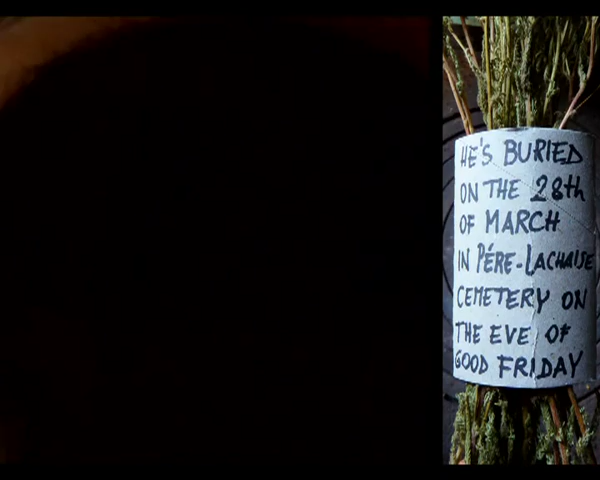 HE'S BURIED
ON THE 28th
OF MARCH
IN PÉRE-LACHAISE
CEMETERY ON
THE EVE OF
GOOD FRIDAY